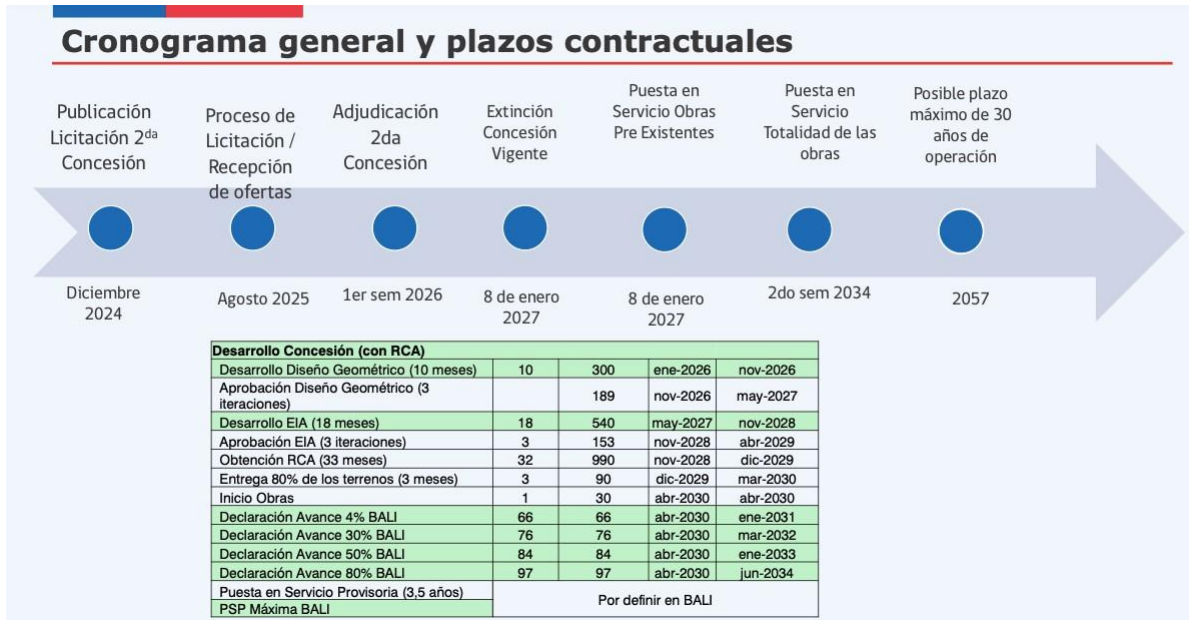 Cronograma general y plazos contractuales
Publicación
Licitación 2da
Concesión
Proceso de
Licitación /
Recepción
de ofertas
Adjudicación
2da
Concesión
Extinción
Concesión
Vigente
Puesta en
Servicio Obras
Pre Existentes
Puesta en
Servicio
Totalidad de las
obras
Posible plazo
máximo de 30
años de
operación
Diciembre
2024
Agosto 2025
1er sem 2026
8 de enero
2027
8 de enero
2027
2do sem 2034
2057
Desarrollo Concesión (con RCA)
Desarrollo Diseño Geométrico (10 meses) 10 300 ene-2026 nov-2026
Aprobación Diseño Geométrico (3
iteraciones) 189 nov-2026 may-2027
Desarrollo EIA (18 meses) 18 540 may-2027 nov-2028
Aprobación EIA (3 iteraciones) 3 153 nov-2028 abr-2029
Obtención RCA (33 meses) 32 990 nov-2028 dic-2029
Entrega 80% de los terrenos (3 meses) 3 90 dic-2029 mar-2030
Inicio Obras 1 30 abr-2030 abr-2030
Declaración Avance 4% BALI 66 66 abr-2030 ene-2031
Declaración Avance 30% BALI 76 76 abr-2030 mar-2032
Declaración Avance 50% BALI 84 84 abr-2030 ene-2033
Declaración Avance 80% BALI 97 97 abr-2030 jun-2034
Puesta en Servicio Provisoria (3,5 años)
PSP Máxima BALI
Por definir en BALI